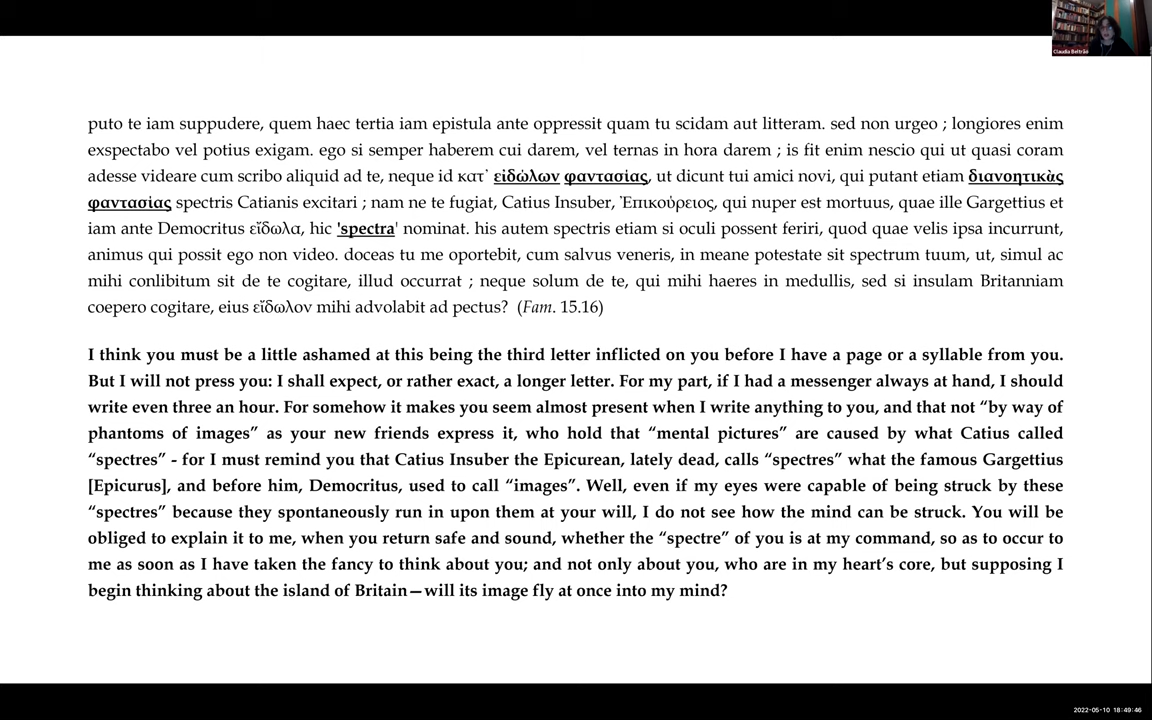 Claudia Beltrão
puto te iam suppudere, quem haec tertia iam epistula ante oppressit quam tu scidam aut litteram. sed non urgeo ; longiores enim
exspectabo vel potius exigam. ego si semper haberem cui darem, vel ternas in hora darem ; is fit enim nescio qui ut quasi coram
adesse videare cum scribo aliquid ad te, neque id κατ᾽ εἰδώλων φαντασίας, ut dicunt tui amici novi, qui putant etiam διανοητικὰς
φαντασίας spectris Catianis excitari ; nam ne te fugiat, Catius Insuber, Ἐπικούρειος, qui nuper est mortuus, quae ille Gargettius et
iam ante Democritus εἴδωλα, hic 'spectra' nominat. his autem spectris etiam si oculi possent feriri, quod quae velis ipsa incurrunt,
animus qui possit ego non video. doceas tu me oportebit, cum salvus veneris, in meane potestate sit spectrum tuum, ut, simul ac
mihi conlibitum sit de te cogitare, illud occurrat ; neque solum de te, qui mihi haeres in medullis, sed si insulam Britanniam
coepero cogitare, eius εἴδωλον mihi advolabit ad pectus? (Fam. 15.16)
I think you must be a little ashamed at this being the third letter inflicted on you before I have a page or a syllable from you.
But I will not press you: I shall expect, or rather exact, a longer letter. For my part, if I had a messenger always at hand, I should
write even three an hour. For somehow it makes you seem almost present when I write anything to you, and that not “by way of
phantoms of images” as your new friends express it, who hold that “mental pictures” are caused by what Catius called
“spectres” - for I must remind you that Catius Insuber the Epicurean, lately dead, calls “spectres” what the famous Gargettius
[Epicurus], and before him, Democritus, used to call “images”. Well, even if my eyes were capable of being struck by these
“spectres” because they spontaneously run in upon them at your will, I do not see how the mind can be struck. You will be
obliged to explain it to me, when you return safe and sound, whether the “spectre” of you is at my command, so as to occur to
me as soon as I have taken the fancy to think about you; and not only about you, who are in my heart’s core, but supposing I
begin thinking about the island of Britain—will its image fly at once into my mind?
2022-05-10 18:49:46